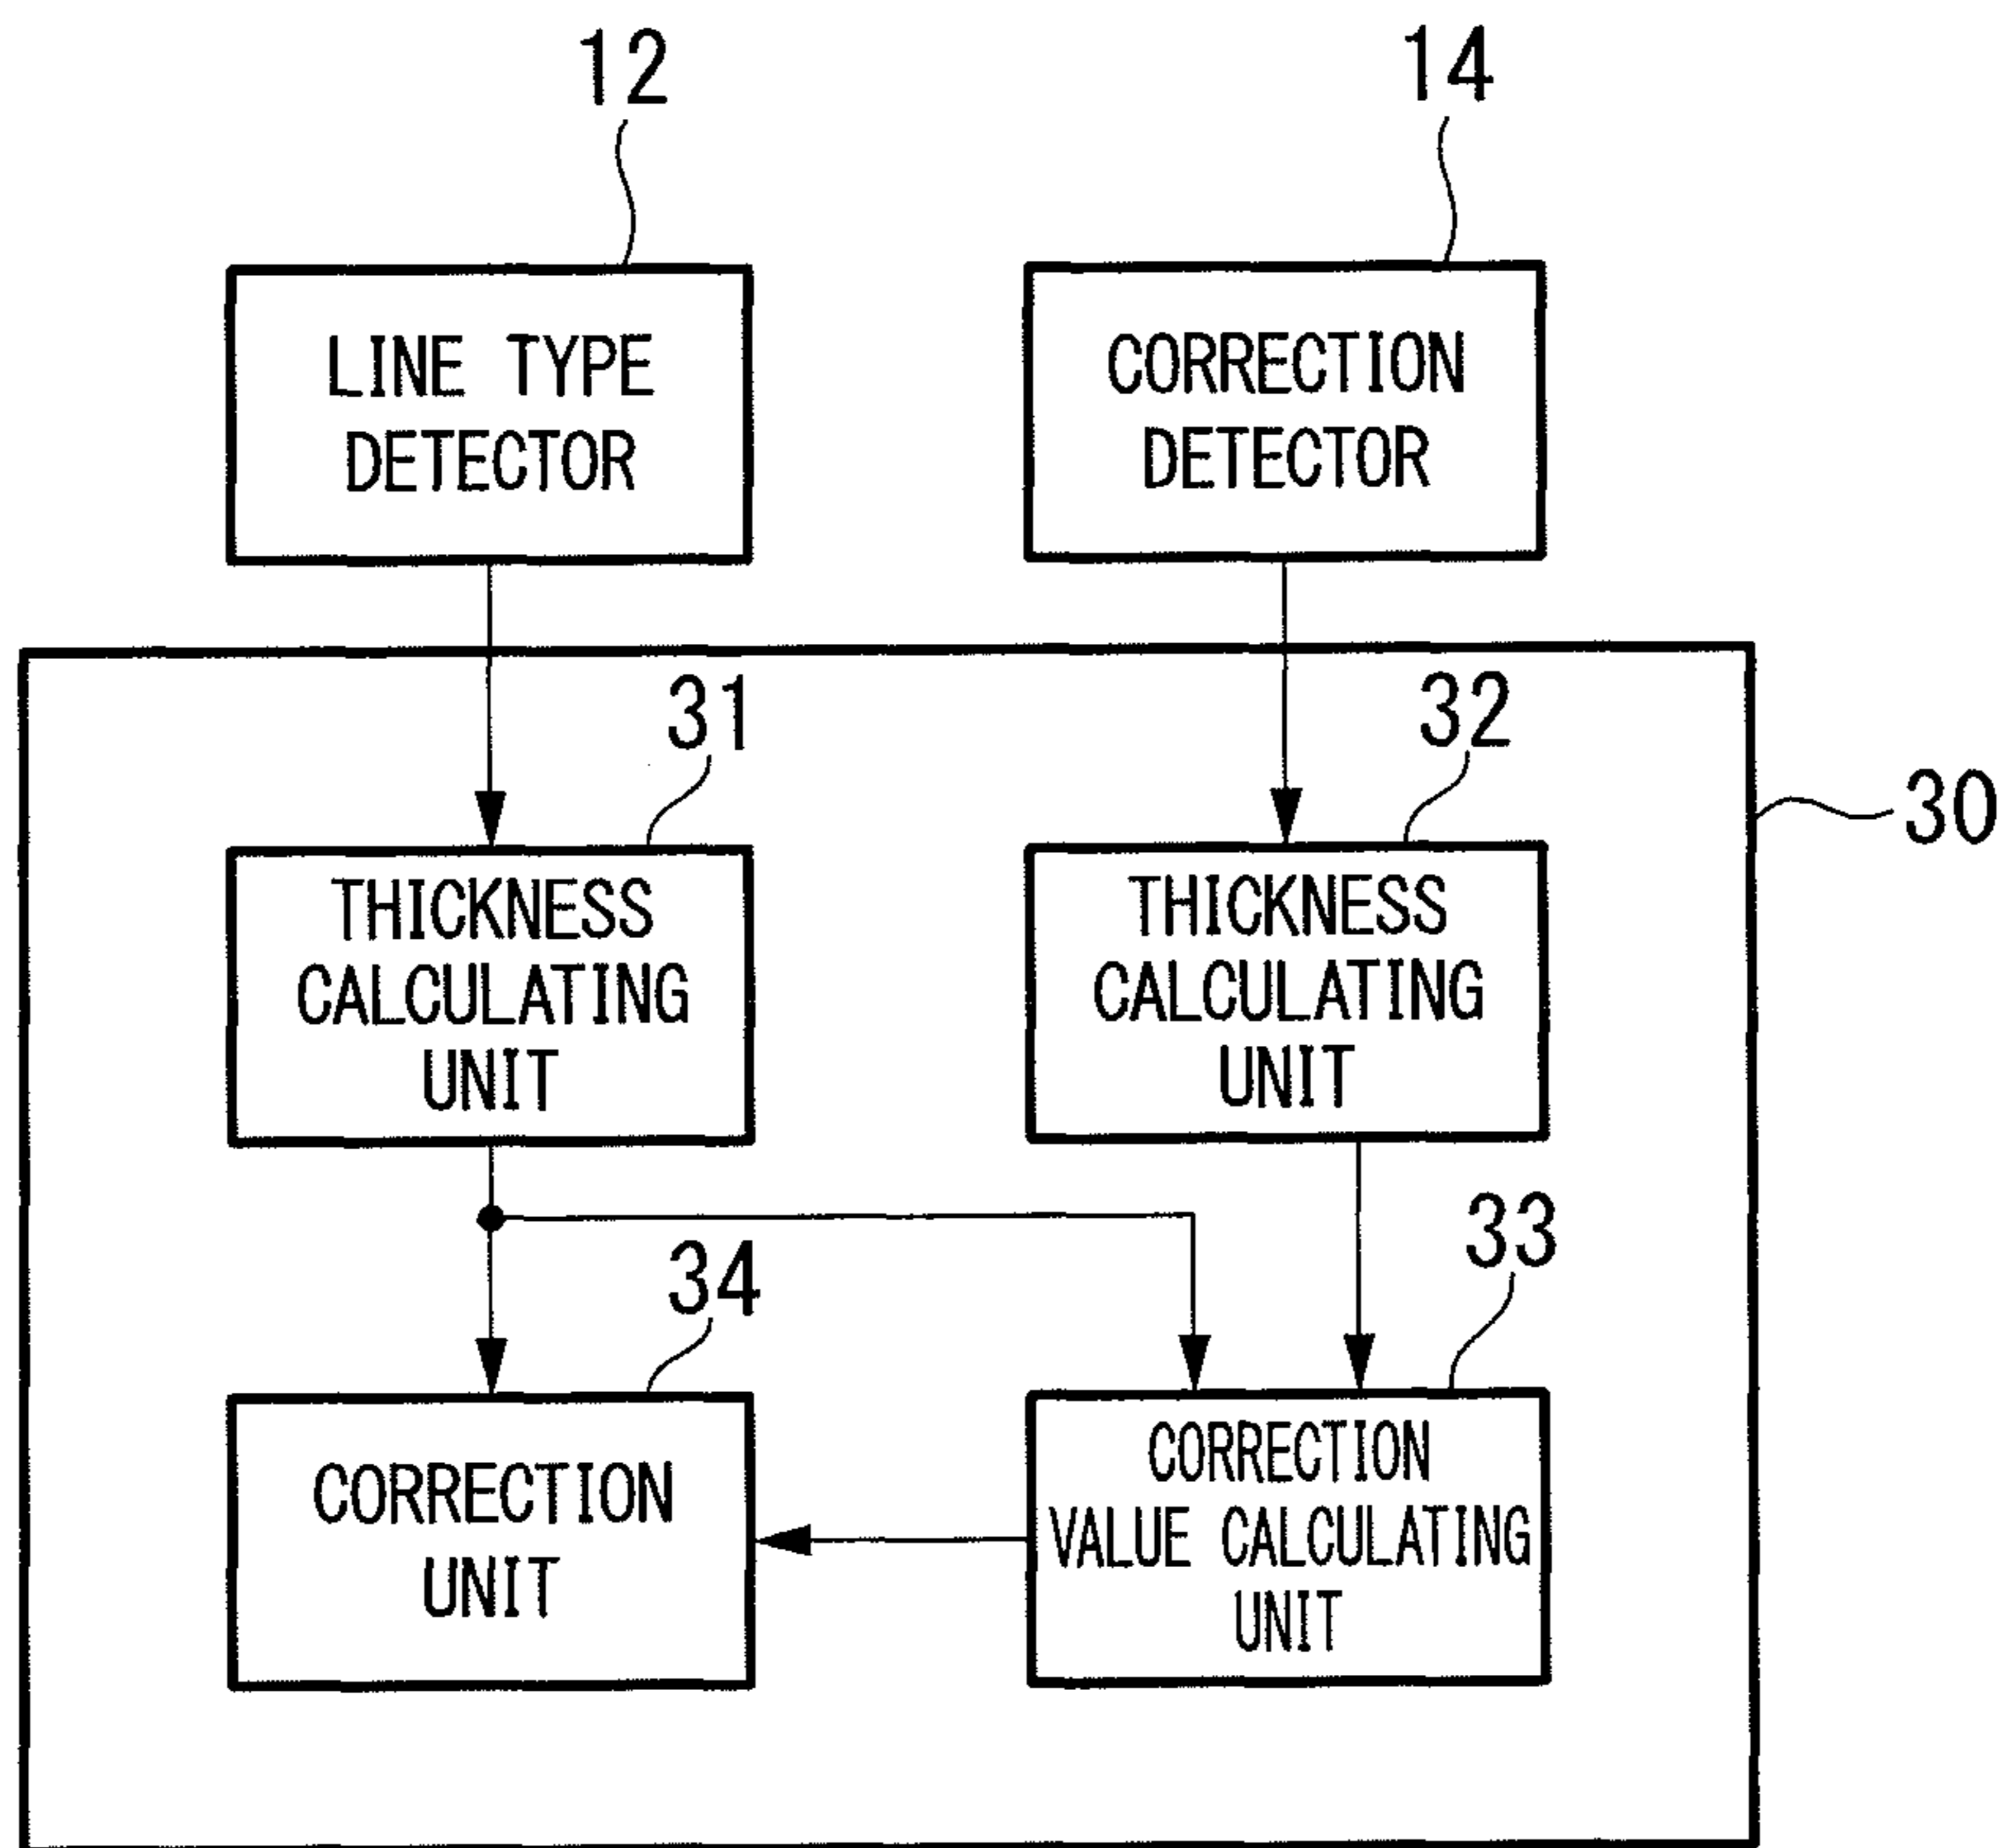 12
14
LINE TYPE
DETECTOR
CORRECTION
DETECTOR
31
32
30
THICKNESS
CALCULATING
UNIT
THICKNESS
CALCULATING
UNIT
34
33
CORRECTION
UNIT
CORRECTION
VALUE CALCULATING
UNIT